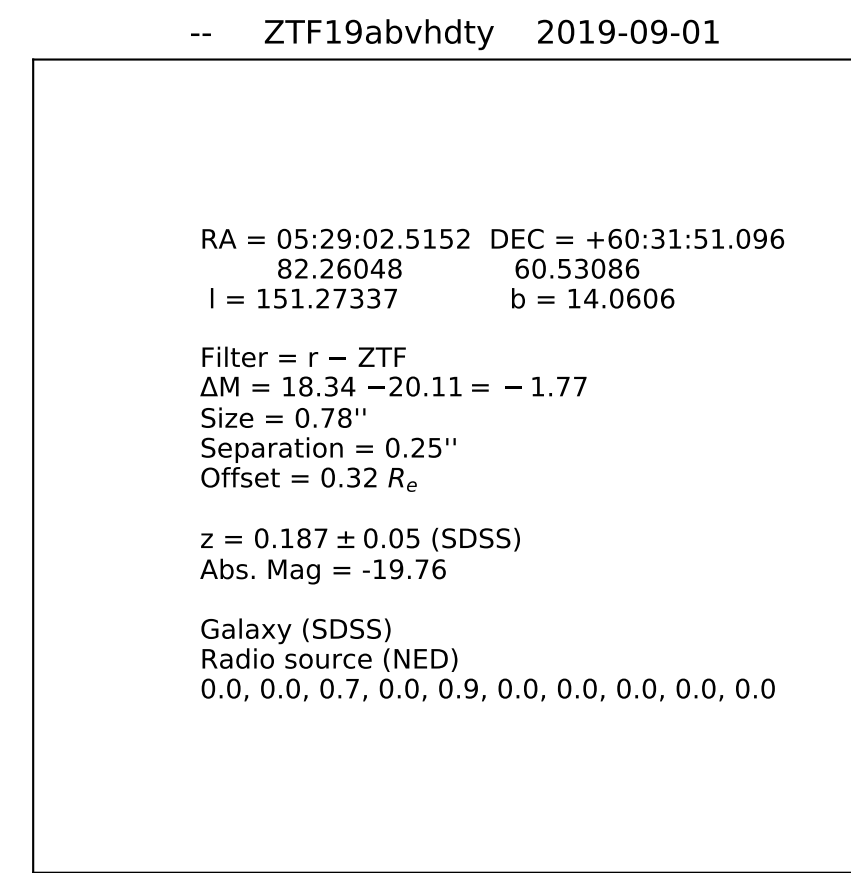 -- ZTF19abvhdty 2019-09-01
RA = 05:29:02.5152 DEC = +60:31:51.096
82.26048 60.53086
l = 151.27337 b = 14.0606
Filter = r − ZTF
ΔM = 18.34 −20.11 = − 1.77
Size = 0.78''
Separation = 0.25''
Offset = 0.32 Re
z = 0.187 ± 0.05 (SDSS)
Abs. Mag = -19.76
Galaxy (SDSS)
Radio source (NED)
0.0, 0.0, 0.7, 0.0, 0.9, 0.0, 0.0, 0.0, 0.0, 0.0